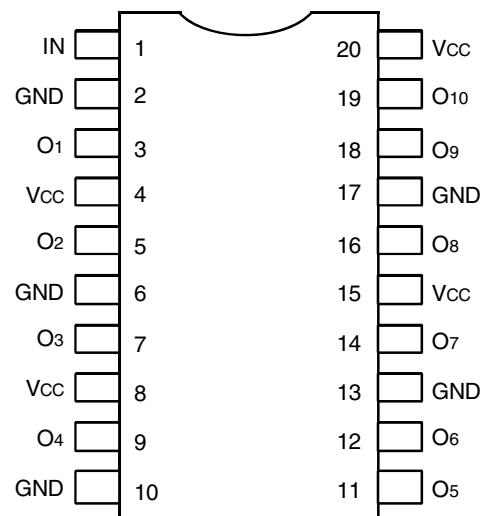 IN 1 20 VCC
GND 2 19 O10
O1 3 18 O9
VCC 4 17 GND
O2 5 16 O8
GND 6 15 VCC
O3 7 14 O7
VCC 8 13 GND
O4 9 12 O6
GND 10 11 O5